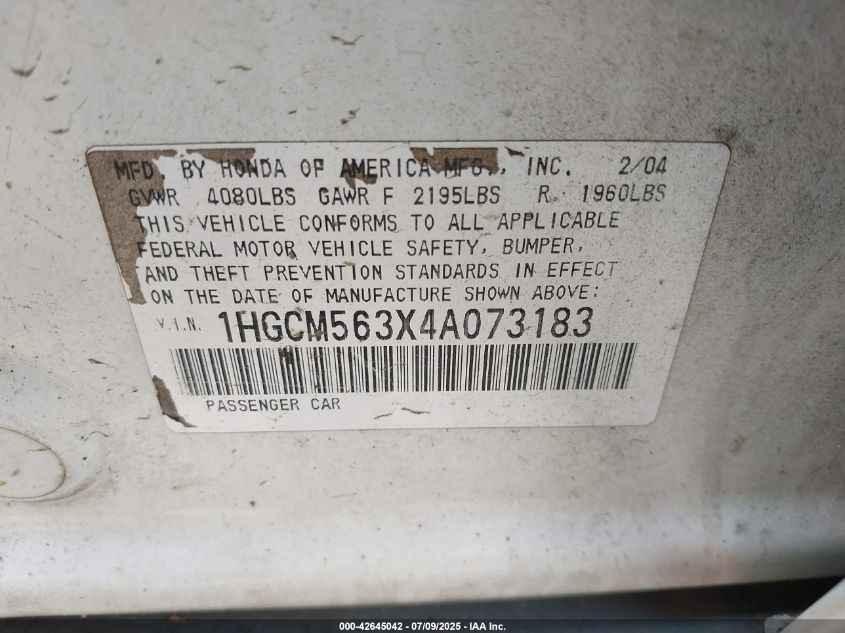 MFD. BY HONDA OF AMERICA MFG., INC. 2/04
GVWR 4080LBS GAWR F 2195LBS R 1960LBS
THIS VEHICLE CONFORMS TO ALL APPLICABLE
FEDERAL MOTOR VEHICLE SAFETY, BUMPER,
AND THEFT PREVENTION STANDARDS IN EFFECT
ON THE DATE OF MANUFACTURE SHOWN ABOVE:
V.I.N. 1HGCM563X4A073183
PASSENGER CAR
000-42645042 / 07/09/2025 - IAA Inc.